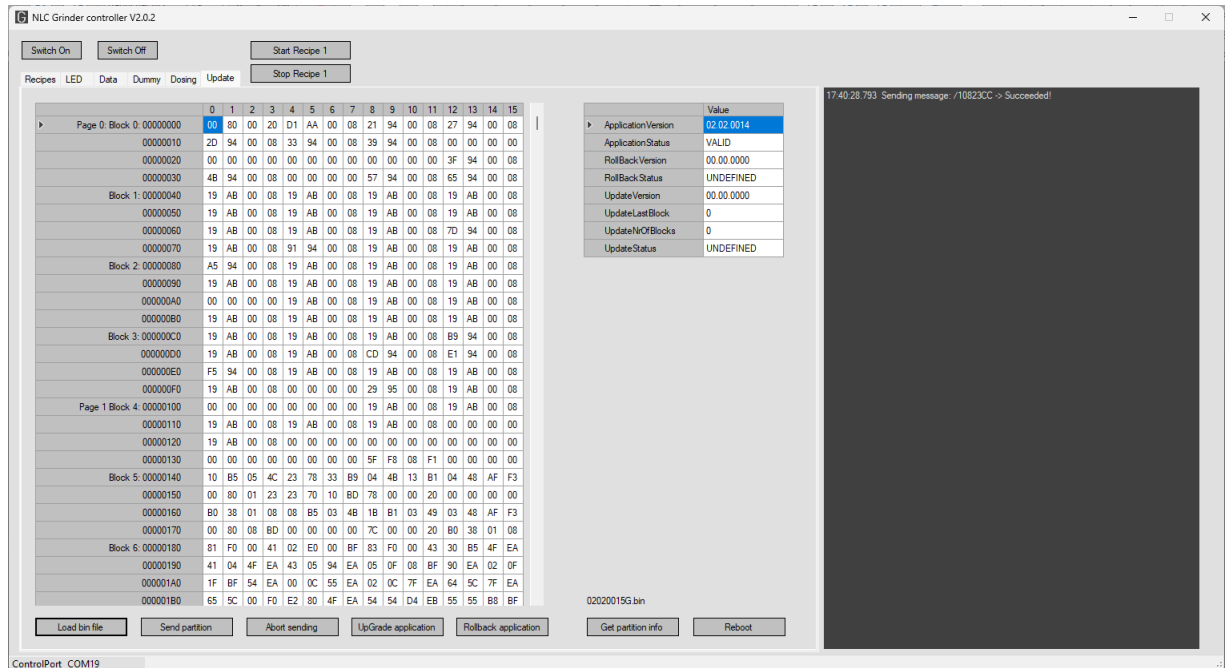 NLC Grinder controller V2.0.2
Switch On Switch Off Start Recipe 1
Stop Recipe 1
Recipes LED Data Dummy Dosing Update
0 1 2 3 4 5 6 7 8 9 10 11 12 13 14 15
Page 0: Block 0: 00000000 00 80 00 20 D1 AA 00 08 21 94 00 08 27 94 00 08
00000010 2D 94 00 08 33 94 00 08 39 94 00 08 00 00 00 00
00000020 00 00 00 00 00 00 00 00 00 00 00 00 3F 94 00 08
00000030 4B 94 00 08 00 00 00 00 57 94 00 08 65 94 00 08
Block 1: 00000040 19 AB 00 08 19 AB 00 08 19 AB 00 08 19 AB 00 08
00000050 19 AB 00 08 19 AB 00 08 19 AB 00 08 19 AB 00 08
00000060 19 AB 00 08 19 AB 00 08 19 AB 00 08 7D 94 00 08
00000070 19 AB 00 08 91 94 00 08 19 AB 00 08 19 AB 00 08
Block 2: 00000080 A5 94 00 08 19 AB 00 08 19 AB 00 08 19 AB 00 08
00000090 19 AB 00 08 19 AB 00 08 19 AB 00 08 19 AB 00 08
000000A0 00 00 00 00 19 AB 00 08 19 AB 00 08 19 AB 00 08
000000B0 19 AB 00 08 19 AB 00 08 19 AB 00 08 19 AB 00 08
Block 3: 000000C0 19 AB 00 08 19 AB 00 08 19 AB 00 08 B9 94 00 08
000000D0 19 AB 00 08 19 AB 00 08 CD 94 00 08 E1 94 00 08
000000E0 F5 94 00 08 19 AB 00 08 19 AB 00 08 19 AB 00 08
000000F0 19 AB 00 08 00 00 00 00 29 95 00 08 19 AB 00 08
Page 1 Block 4: 00000100 00 00 00 00 00 00 00 00 19 AB 00 08 19 AB 00 08
00000110 19 AB 00 08 19 AB 00 08 19 AB 00 08 00 00 00 00
00000120 19 AB 00 08 00 00 00 00 00 00 00 00 00 00 00 00
00000130 00 00 00 00 00 00 00 00 5F F8 08 F1 00 00 00 00
Block 5: 00000140 10 B5 05 4C 23 78 33 B9 04 4B 13 B1 04 48 AF F3
00000150 00 80 01 23 23 70 10 BD 78 00 00 20 00 00 00 00
00000160 B0 38 01 08 08 B5 03 4B 1B B1 03 49 03 48 AF F3
00000170 00 80 08 BD 00 00 00 00 7C 00 00 20 B0 38 01 08
Block 6: 00000180 81 F0 00 41 02 E0 00 BF 83 F0 00 43 30 B5 4F EA
00000190 41 04 4F EA 43 05 94 EA 05 0F 08 BF 90 EA 02 0F
000001A0 1F BF 54 EA 00 0C 55 EA 02 0C 7F EA 64 5C 7F EA
000001B0 65 5C 00 F0 E2 80 4F EA 54 54 D4 EB 55 55 B8 BF
Load bin file Send partition Abort sending UpGrade application Rollback application
Value
ApplicationVersion 02.02.0014
ApplicationStatus VALID
RollBackVersion 00.00.0000
RollBackStatus UNDEFINED
UpdateVersion 00.00.0000
UpdateLastBlock 0
UpdateNrOfBlocks 0
UpdateStatus UNDEFINED
02020015G.bin
Get partition info Reboot
17:40:28.793 Sending message: /10823CC -> Succeeded!
ControlPort COM19